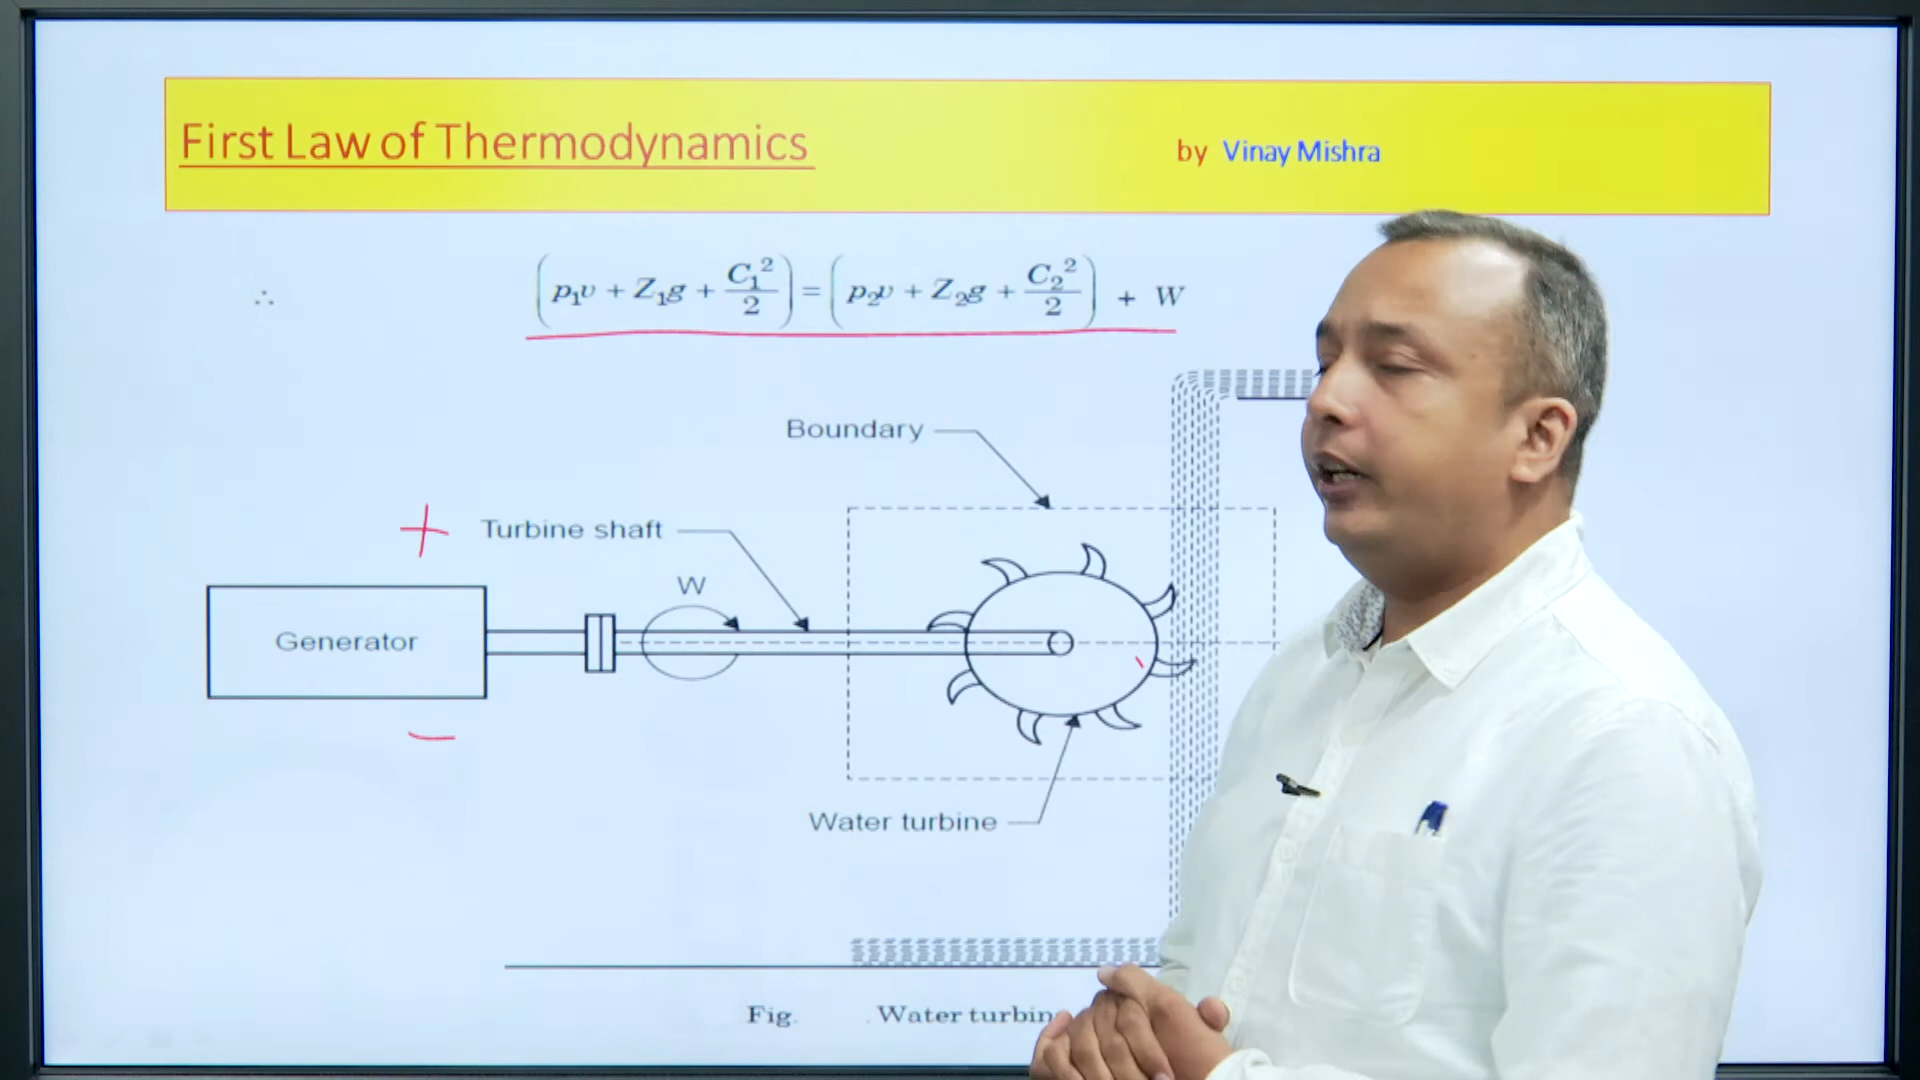 First Law of Thermodynamics by Vinay Mishra
∴ (p₁v + Z₁g + C₁²/2) = (p₂v + Z₂g + C₂²/2) + W
Boundary
+ Turbine shaft
W
Generator
−
Water turbine
Fig. Water